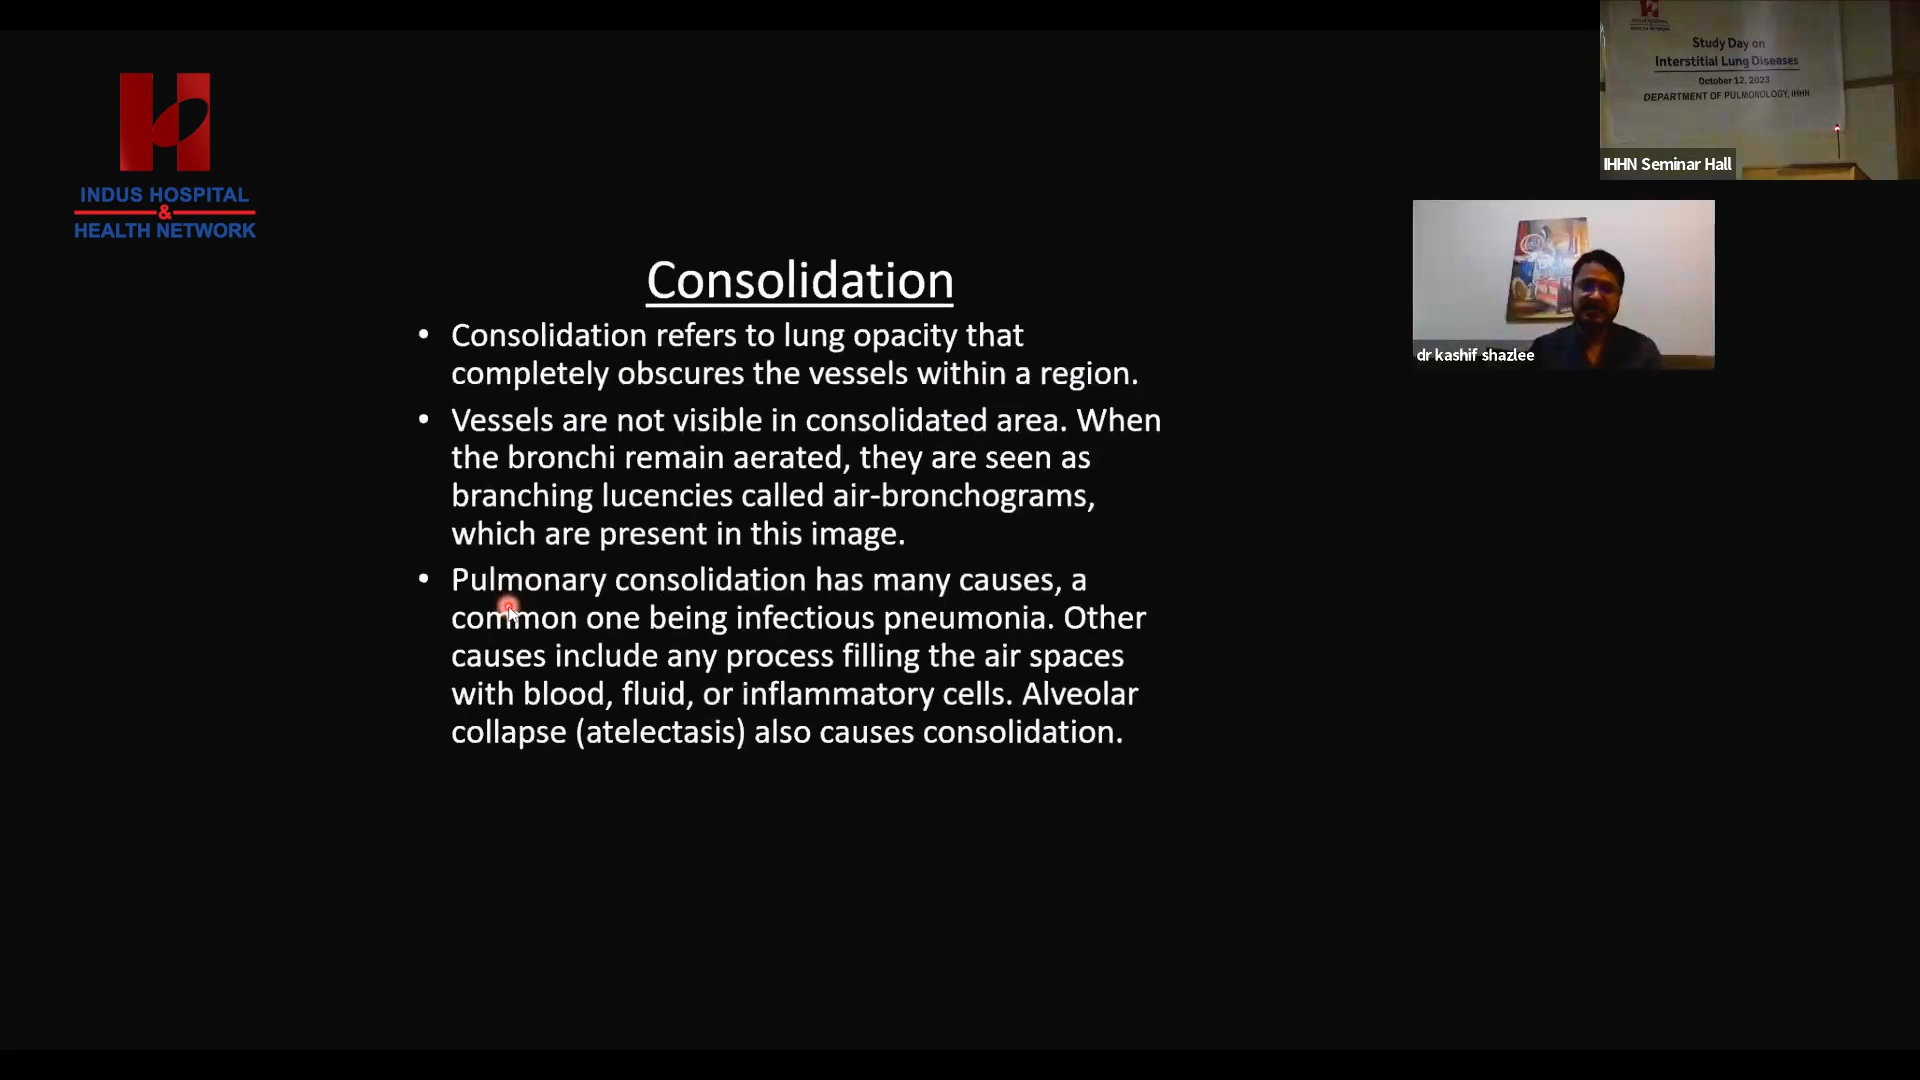 INDUS HOSPITAL
&
HEALTH NETWORK
Study Day on
Interstitial Lung Diseases
October 12, 2023
DEPARTMENT OF PULMONOLOGY, IHHN
IHHN Seminar Hall
dr kashif shazlee
Consolidation
• Consolidation refers to lung opacity that
completely obscures the vessels within a region.
• Vessels are not visible in consolidated area. When
the bronchi remain aerated, they are seen as
branching lucencies called air-bronchograms,
which are present in this image.
• Pulmonary consolidation has many causes, a
common one being infectious pneumonia. Other
causes include any process filling the air spaces
with blood, fluid, or inflammatory cells. Alveolar
collapse (atelectasis) also causes consolidation.